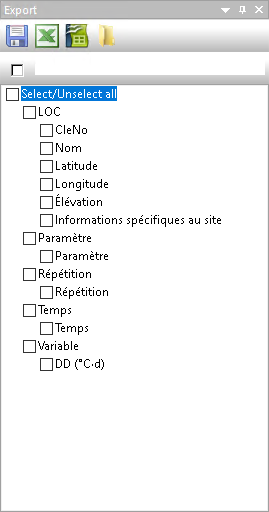 Export
Select/Unselect all
LOC
CleNo
Nom
Latitude
Longitude
Élévation
Informations spécifiques au site
Paramètre
Paramètre
Répétition
Répétition
Temps
Temps
Variable
DD (°C·d)